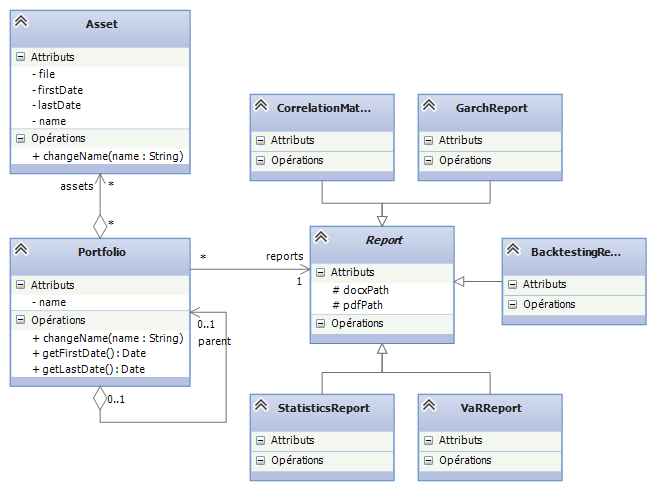 Asset
Attributs
- file
- firstDate
- lastDate
- name
Opérations
+ changeName(name : String)
assets
*
*
Portfolio
Attributs
- name
Opérations
+ changeName(name : String)
+ getFirstDate() : Date
+ getLastDate() : Date
*
reports
1
0..1
parent
0..1
CorrelationMat...
Attributs
Opérations
GarchReport
Attributs
Opérations
Report
Attributs
# docxPath
# pdfPath
Opérations
BacktestingRe...
Attributs
Opérations
StatisticsReport
Attributs
Opérations
VaRReport
Attributs
Opérations